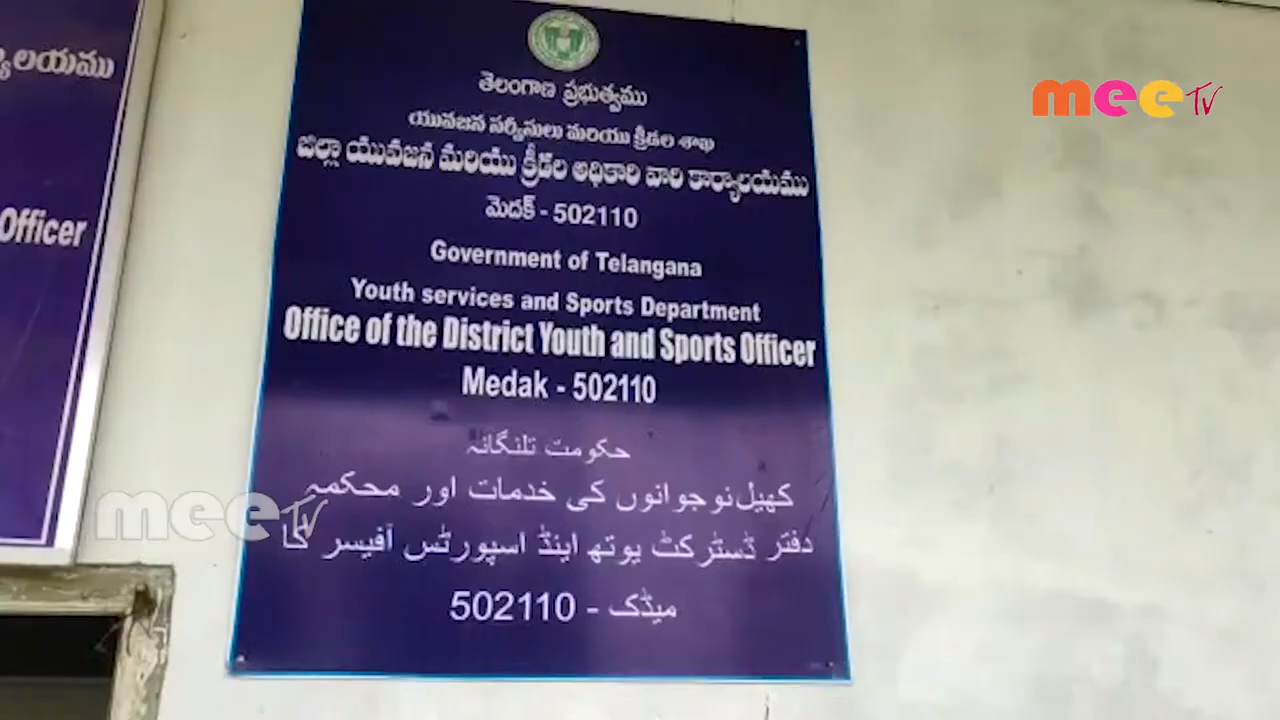 ్యాలయము
Officer
తెలంగాణ ప్రభుత్వము
యువజన సర్వీసులు మరియు క్రీడల శాఖ
జిల్లా యువజన మరియు క్రీడల అధికారి వారి కార్యాలయము
మెదక్ - 502110
Government of Telangana
Youth services and Sports Department
Office of the District Youth and Sports Officer
Medak - 502110
حکومت تلنگانہ
کھیل نوجوانوں کی خدمات اور محکمہ
دفتر ڈسٹرکٹ یوتھ اینڈ اسپورٹس آفیسر کا
میڈک - 502110
meeTV
meeTV